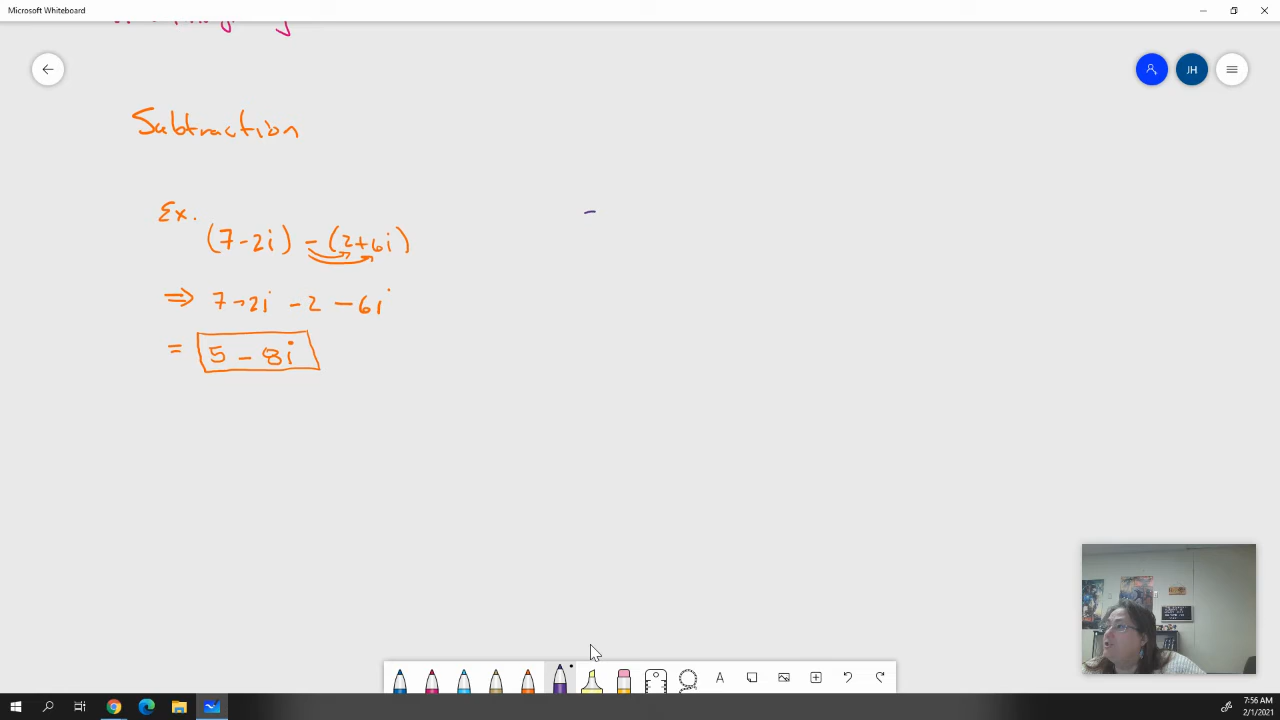 Microsoft Whiteboard
JH
Subtraction
Ex.
(7-2i) - (2+6i)
⇒ 7-2i - 2 - 6i
= 5 - 8i
A
7:56 AM
2/1/2021